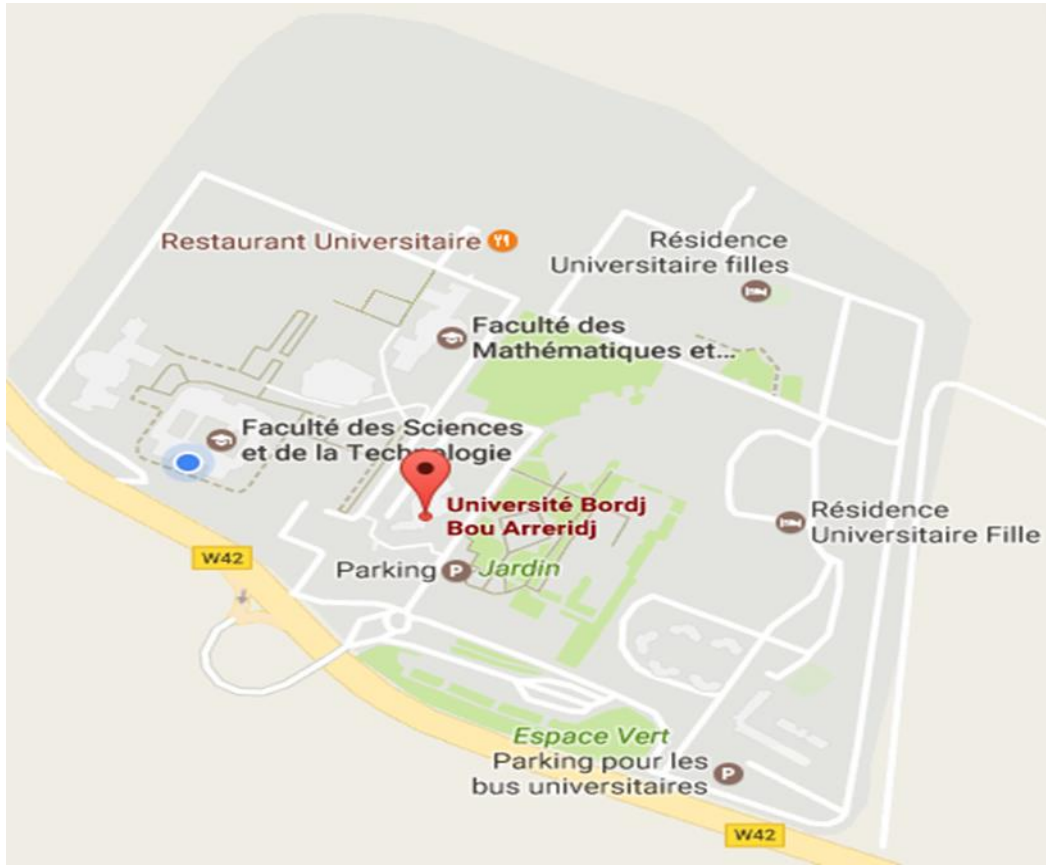 Restaurant Universitaire
Résidence
Universitaire filles
Faculté des
Mathématiques et...
Faculté des Sciences
et de la Technologie
Université Bordj
Bou Arreridj
Résidence
Universitaire Fille
W42
Parking P Jardin
Espace Vert
Parking pour les
bus universitaires P
W42